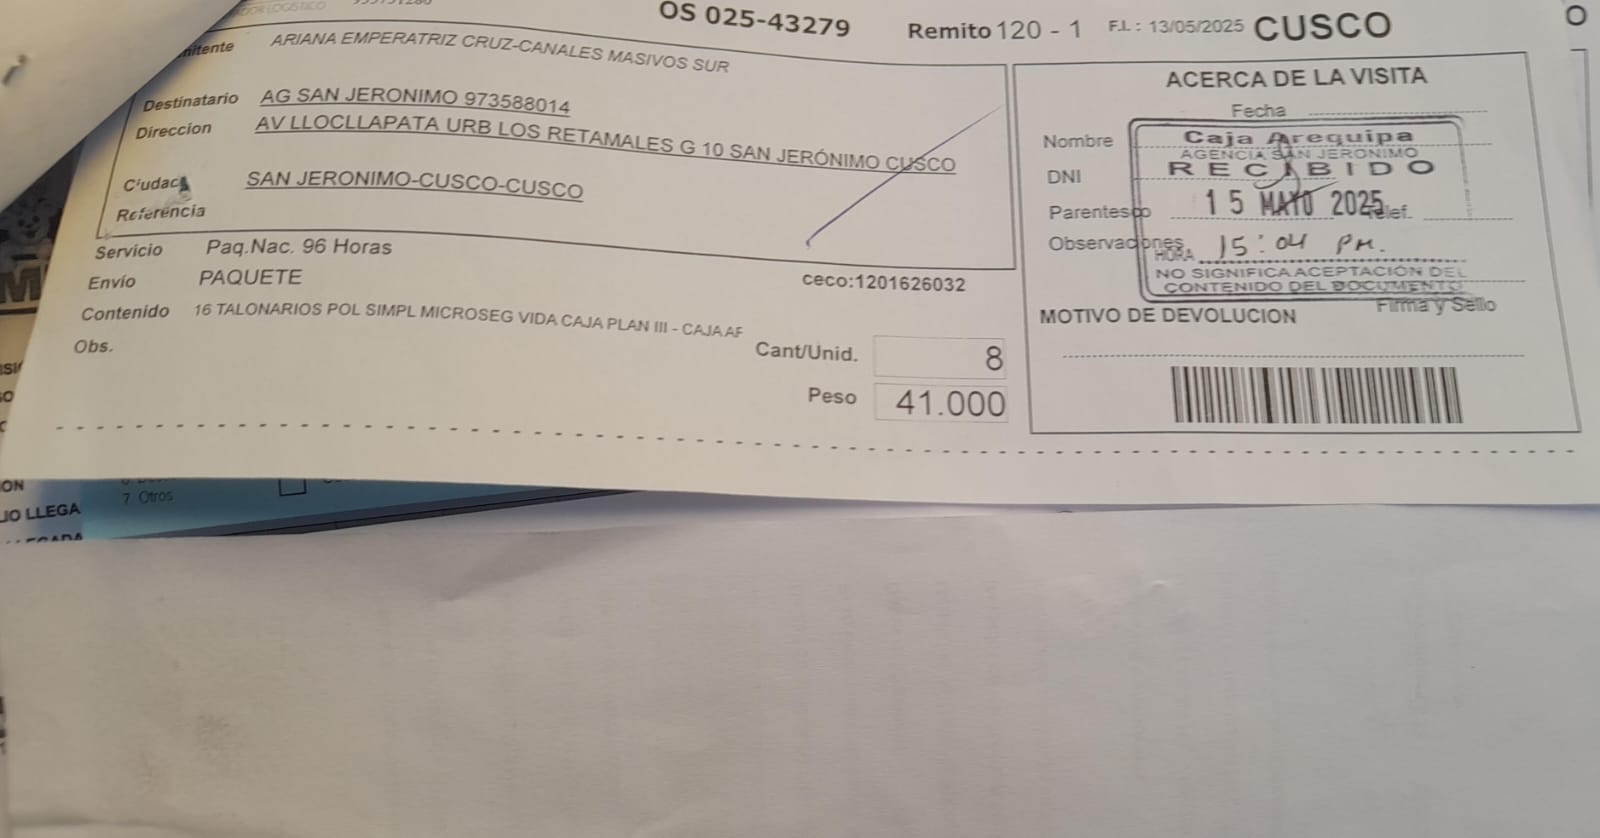 OS 025-43279 Remito 120 - 1 F.I.: 13/05/2025 CUSCO
ARIANA EMPERATRIZ CRUZ-CANALES MASIVOS SUR
Destinatario AG SAN JERONIMO 973588014
Direccion AV LLOCLLAPATA URB LOS RETAMALES G 10 SAN JERÓNIMO CUSCO
SAN JERONIMO-CUSCO-CUSCO
Referencia
Servicio Paq.Nac. 96 Horas
Envío PAQUETE
ceco:1201626032
Contenido 16 TALONARIOS POL SIMPL MICROSEG VIDA CAJA PLAN III - CAJA AF
Obs.
Cant/Unid. 8
Peso 41.000
ACERCA DE LA VISITA
Fecha
Nombre
DNI
Parentesco
Observaciones
Caja Arequipa
AGENCIA SAN JERONIMO
RECIBIDO
15 MAYO 2025
HORA 15:04 PM.
NO SIGNIFICA ACEPTACIÓN DEL
CONTENIDO DEL DOCUMENTO
Firma y Sello
MOTIVO DE DEVOLUCION
7. Otros
LLEGA